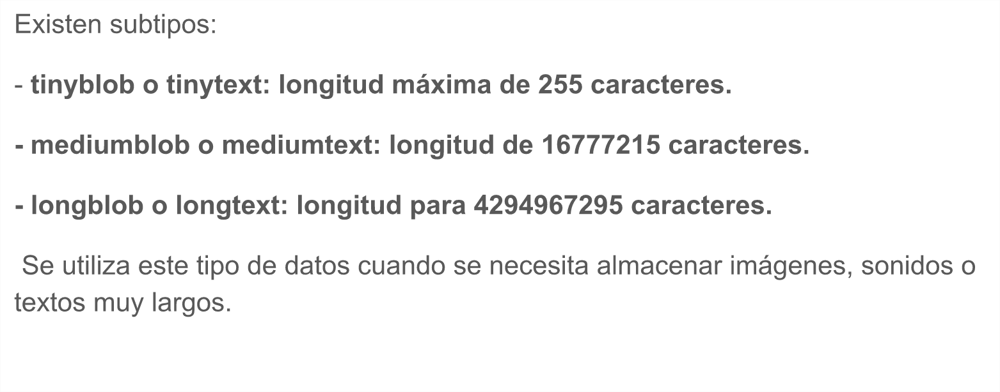 Existen subtipos:
- tinyblob o tinytext: longitud máxima de 255 caracteres.
- mediumblob o mediumtext: longitud de 16777215 caracteres.
- longblob o longtext: longitud para 4294967295 caracteres.
Se utiliza este tipo de datos cuando se necesita almacenar imágenes, sonidos o
textos muy largos.